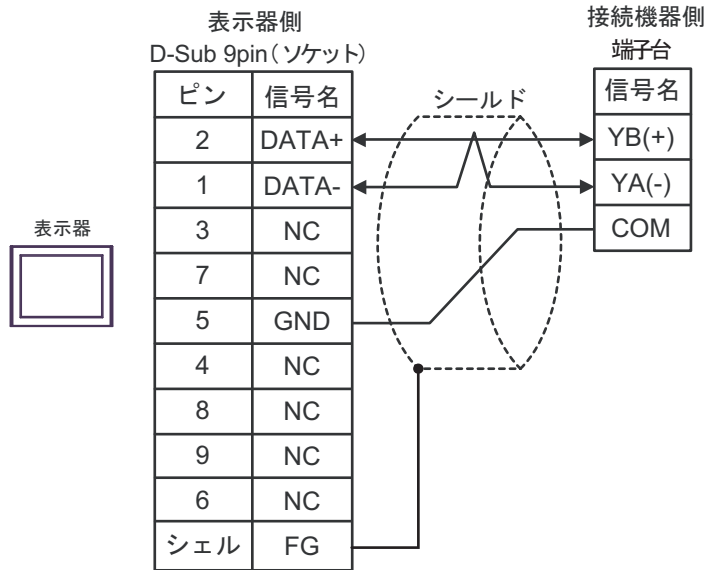 表示器側
D-Sub 9pin(ソケット)
接続機器側
端子台
ピン 信号名
シールド
信号名
2 DATA+
YB(+)
1 DATA-
YA(-)
3 NC
COM
7 NC
5 GND
4 NC
8 NC
9 NC
6 NC
シェル FG
表示器